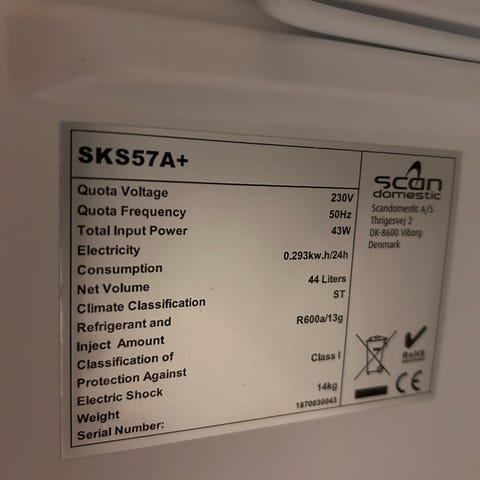 SKS57A+
Quota Voltage 230V
Quota Frequency 50Hz
Total Input Power 43W
Electricity
Consumption 0.293kw.h/24h
Net Volume 44 Liters
Climate Classification ST
Refrigerant and
Inject Amount R600a/13g
Classification of
Protection Against
Electric Shock Class I
Weight 14kg
Serial Number: 1870030043
scan
domestic
Scandomestic A/S
Thrigesvej 2
DK-8600 Viborg
Denmark
RoHS
CE